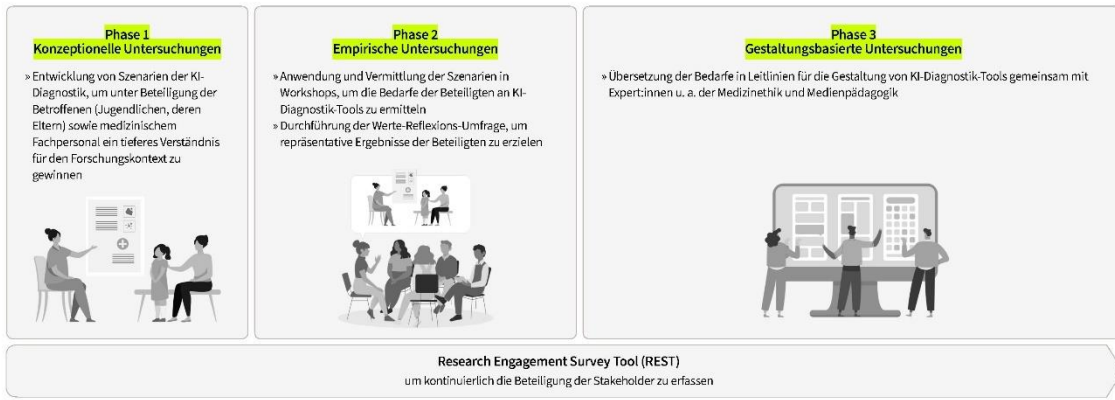 Phase 1
Konzeptionelle Untersuchungen
» Entwicklung von Szenarien der KI-
Diagnostik, um unter Beteiligung der
Betroffenen (Jugendlichen, deren
Eltern) sowie medizinischem
Fachpersonal ein tieferes Verständnis
für den Forschungskontext zu
gewinnen
Phase 2
Empirische Untersuchungen
» Anwendung und Vermittlung der Szenarien in
Workshops, um die Bedarfe der Beteiligten an KI-
Diagnostik-Tools zu ermitteln
» Durchführung der Werte-Reflexions-Umfrage, um
repräsentative Ergebnisse der Beteiligten zu erzielen
Phase 3
Gestaltungsbasierte Untersuchungen
» Übersetzung der Bedarfe in Leitlinien für die Gestaltung von KI-Diagnostik-Tools gemeinsam mit
Expert:innen u. a. der Medizinethik und Medienpädagogik
Research Engagement Survey Tool (REST)
um kontinuierlich die Beteiligung der Stakeholder zu erfassen